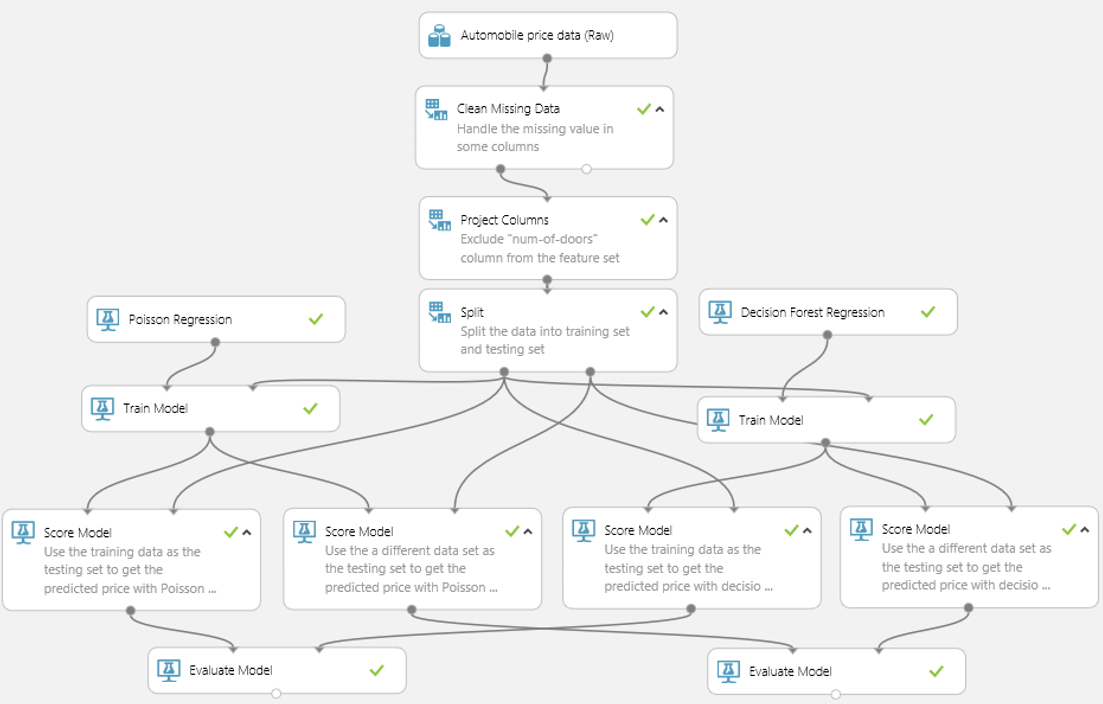 Automobile price data (Raw)
Clean Missing Data
Handle the missing value in
some columns
Project Columns
Exclude "num-of-doors"
column from the feature set
Poisson Regression
Split
Split the data into training set
and testing set
Decision Forest Regression
Train Model
Train Model
Score Model
Use the training data as the
testing set to get the
predicted price with Poisson ...
Score Model
Use the a different data set as
the testing set to get the
predicted price with Poisson ...
Score Model
Use the training data as the
testing set to get the
predicted price with decisio ...
Score Model
Use the a different data set as
the testing set to get the
predicted price with decisio ...
Evaluate Model
Evaluate Model